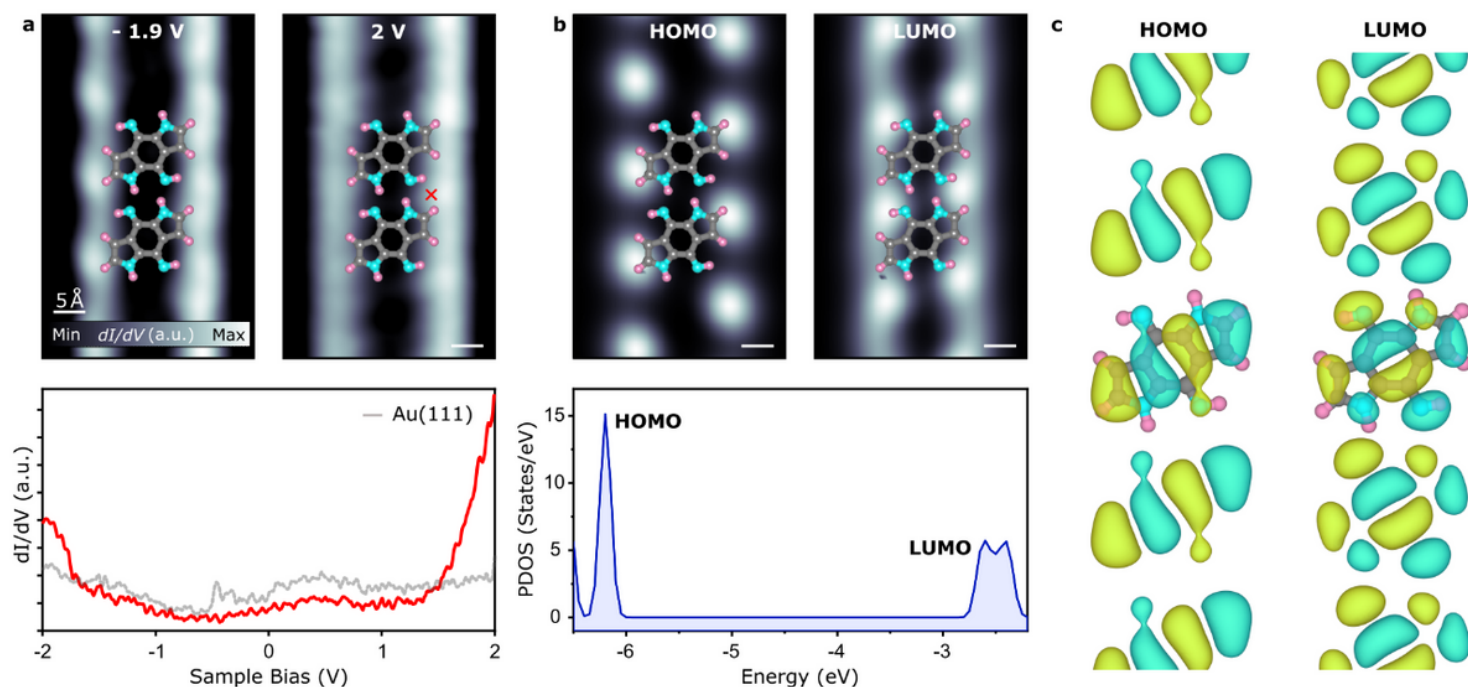 a
- 1.9 V
2 V
5 Å
Min dI/dV (a.u.) Max
b
HOMO
LUMO
c
HOMO
LUMO
dI/dV (a.u.)
Au(111)
-2
-1
0
1
2
Sample Bias (V)
PDOS (States/eV)
15
10
5
0
HOMO
LUMO
-6
-5
-4
-3
Energy (eV)